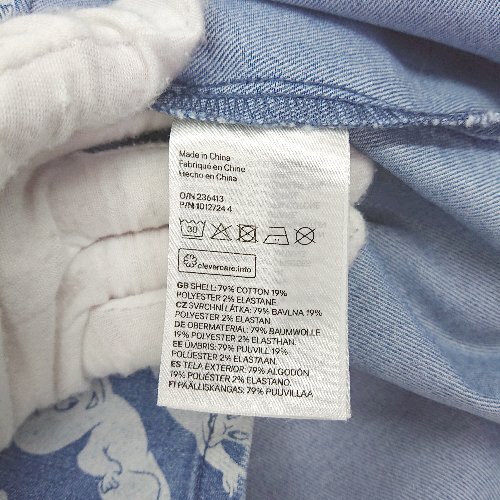 Made in China
Fabriqué en Chine
Hecho en China
O/N 236413
P/N 1012724 4
30
clevercare.info
GB SHELL: 79% COTTON 19%
POLYESTER 2% ELASTANE
CZ SVRCHNÍ LÁTKA: 79% BAVLNA 19%
POLYESTER 2% ELASTAN
DE OBERMATERIAL: 79% BAUMWOLLE
19% POLYESTER 2% ELASTHAN
EE ÜMBRIS: 79% PUUVILL 19%
POLÜESTER 2% ELASTAAN
ES TELA EXTERIOR: 79% ALGODÓN
19% POLIÉSTER 2% ELASTANO
FI PÄÄLLISKANGAS: 79% PUUVILLAA